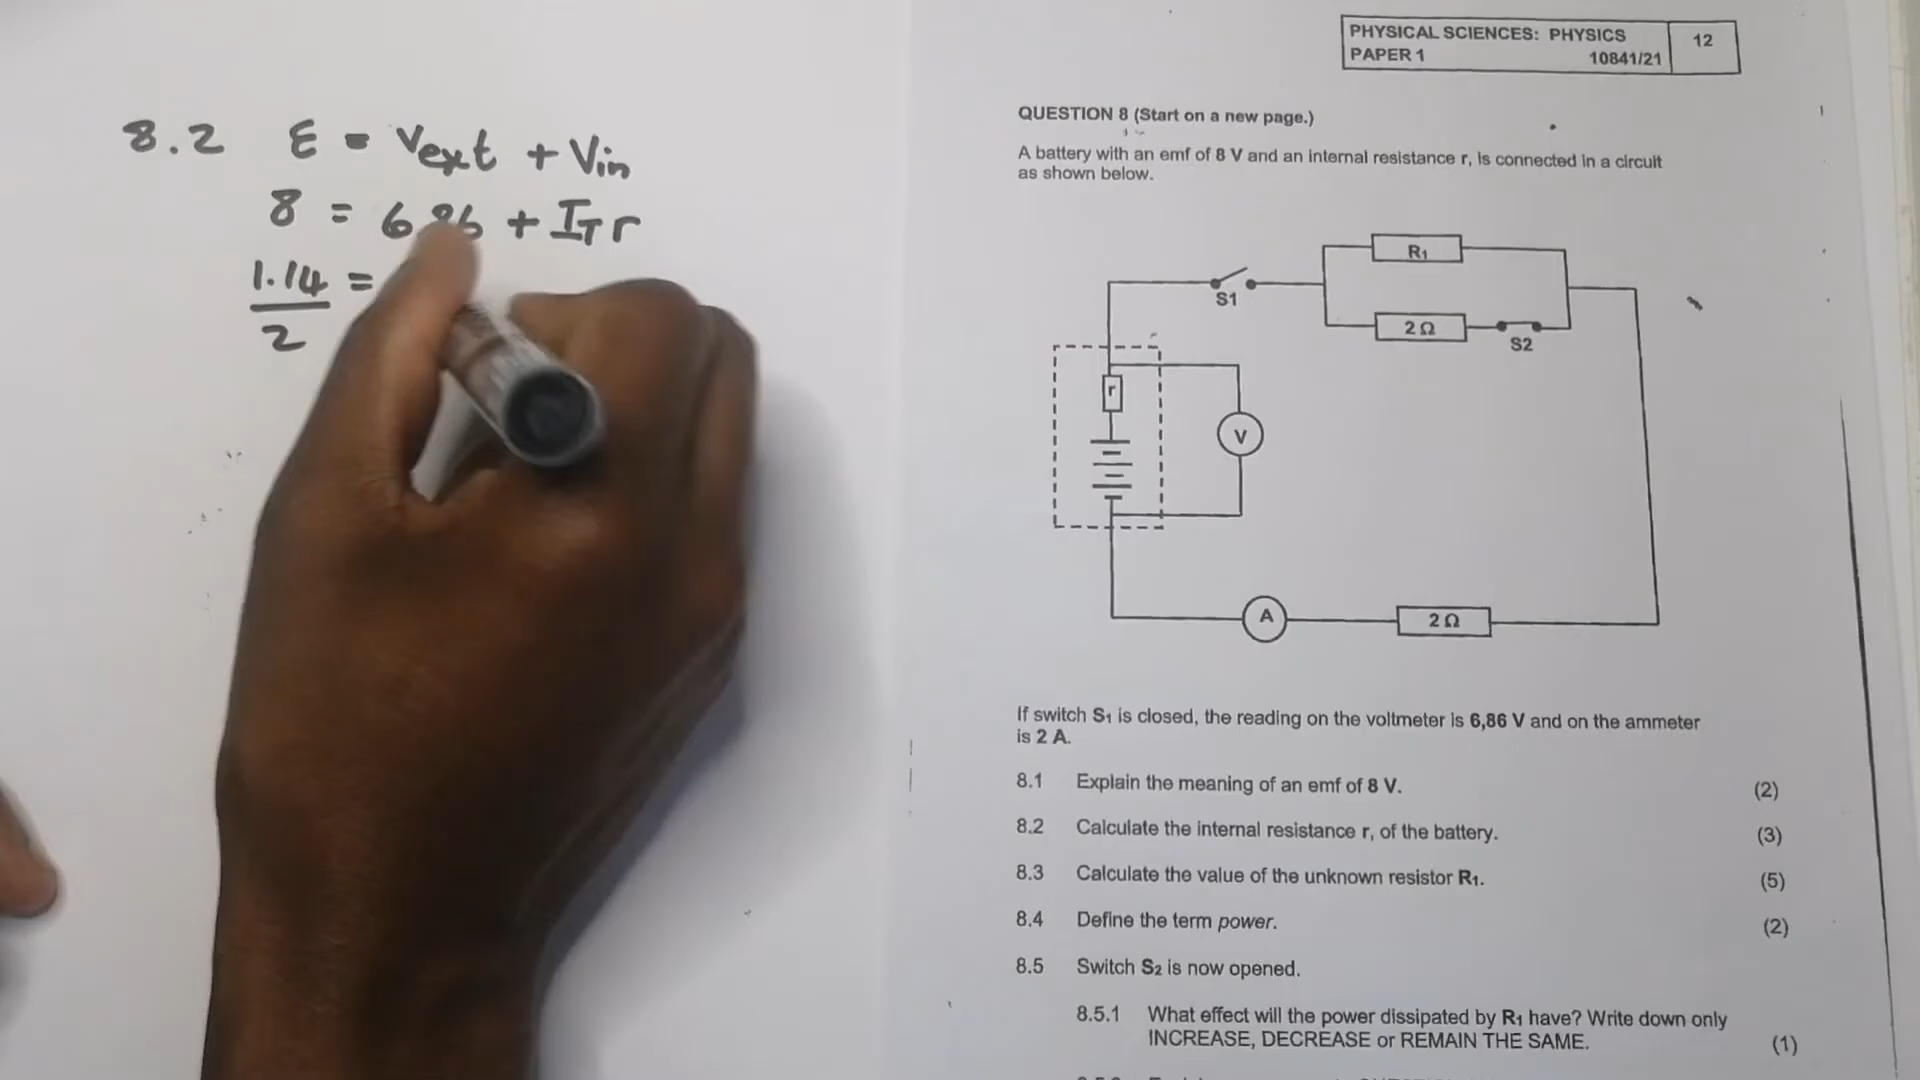 8.2 ε = Vext + Vin
8 = 6.86 + ITr
1.14 =
2
PHYSICAL SCIENCES: PHYSICS
PAPER 1 10841/21
12
QUESTION 8 (Start on a new page.)
A battery with an emf of 8 V and an internal resistance r, is connected in a circuit
as shown below.
R1
S1
2 Ω
S2
r
V
A
2 Ω
If switch S1 is closed, the reading on the voltmeter is 6,86 V and on the ammeter
is 2 A.
8.1 Explain the meaning of an emf of 8 V. (2)
8.2 Calculate the internal resistance r, of the battery. (3)
8.3 Calculate the value of the unknown resistor R1. (5)
8.4 Define the term power. (2)
8.5 Switch S2 is now opened.
8.5.1 What effect will the power dissipated by R1 have? Write down only
INCREASE, DECREASE or REMAIN THE SAME. (1)